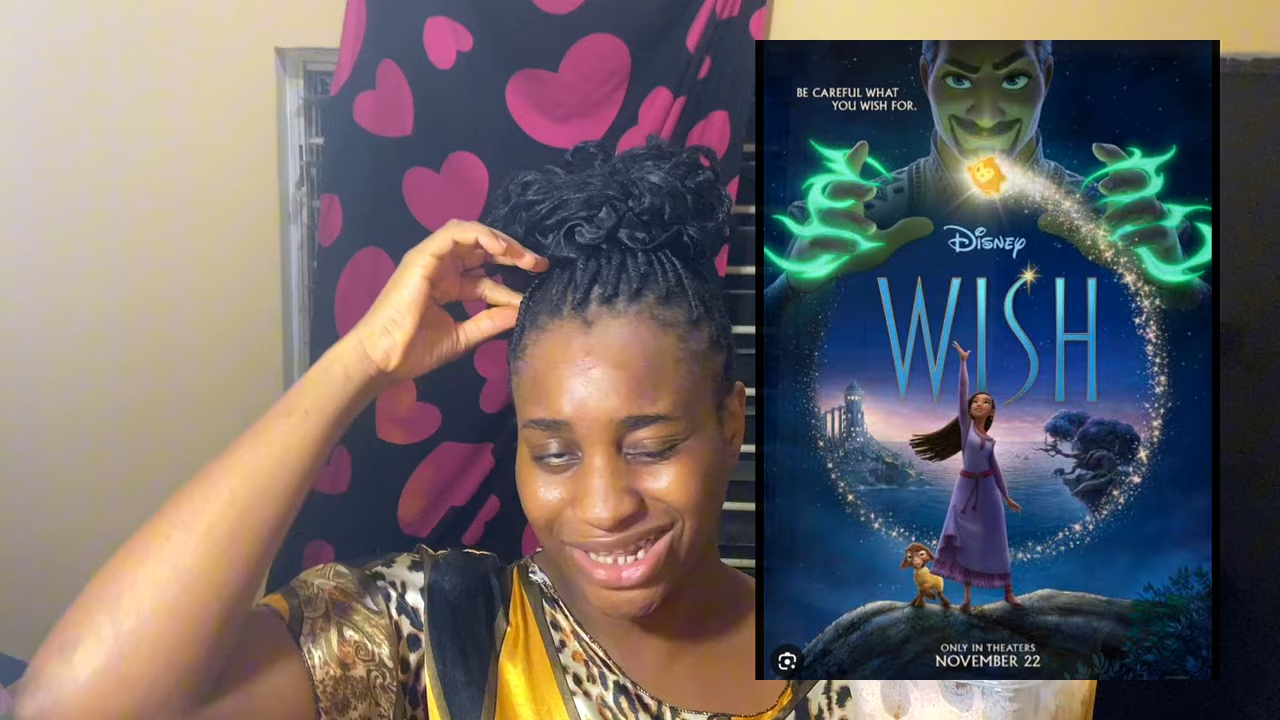 BE CAREFUL WHAT
YOU WISH FOR.
Disney
WISH
ONLY IN THEATERS
NOVEMBER 22